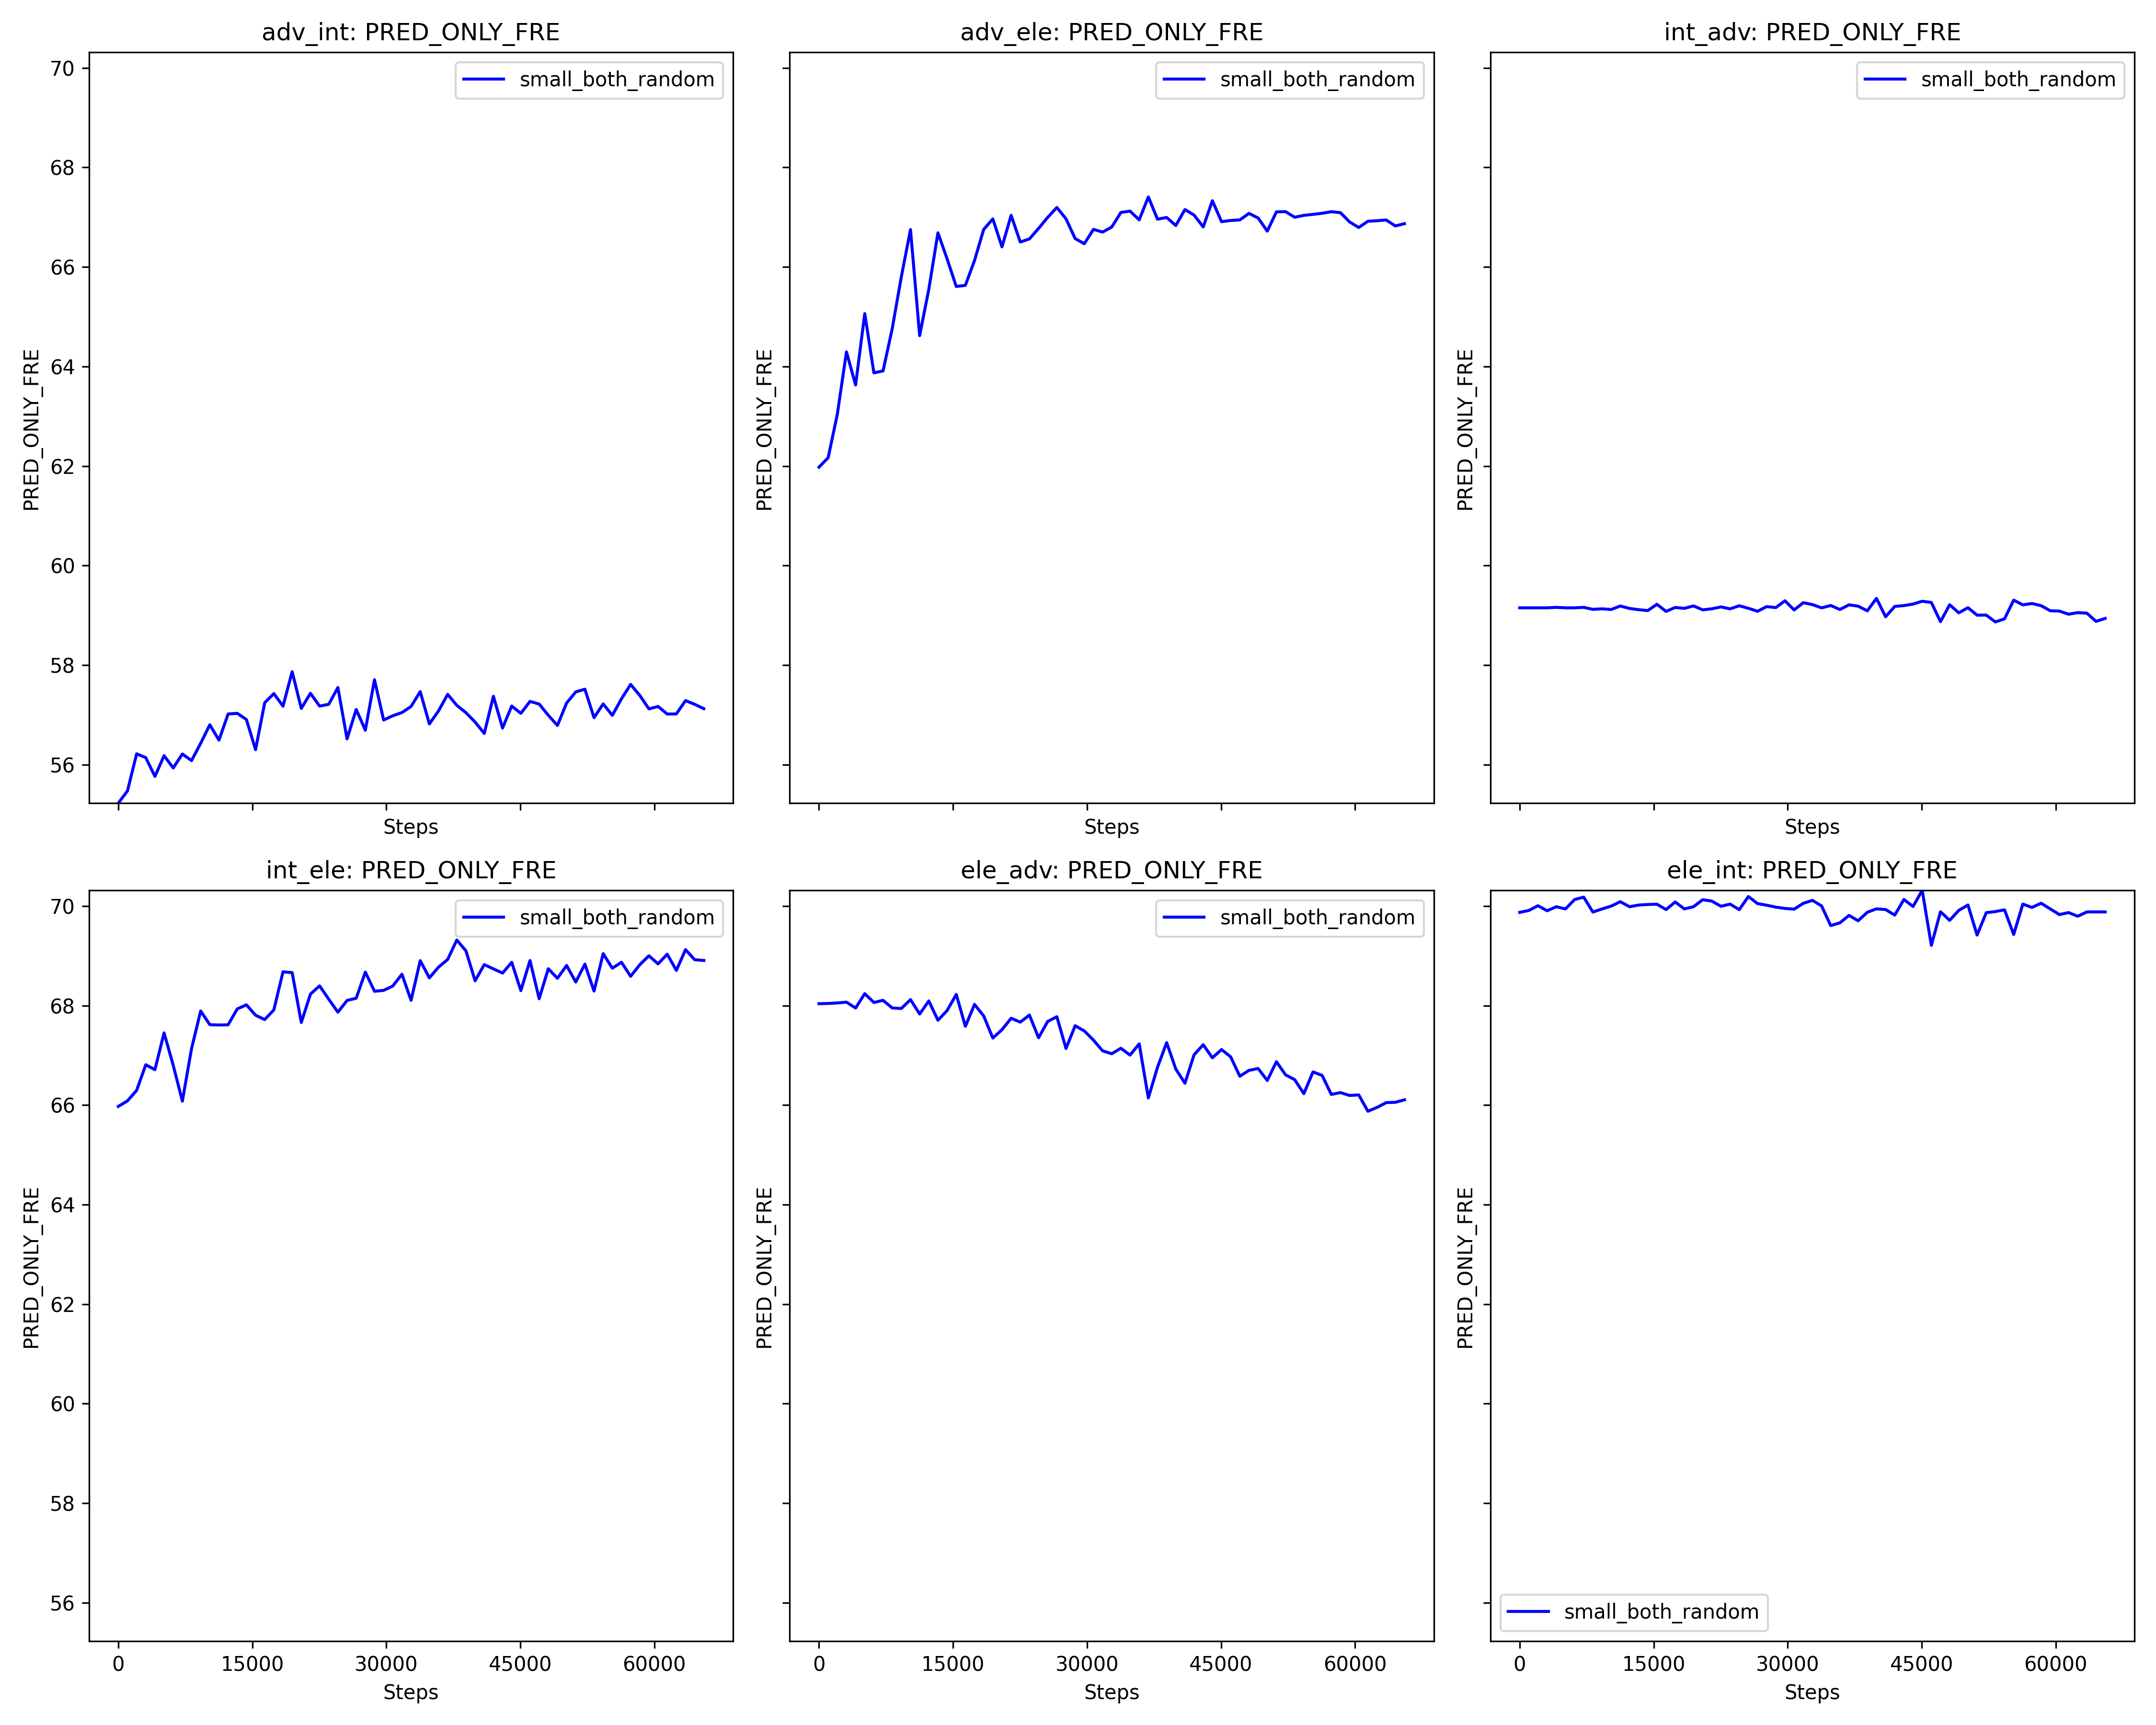 adv_int: PRED_ONLY_FRE
adv_ele: PRED_ONLY_FRE
int_adv: PRED_ONLY_FRE
small_both_random
small_both_random
small_both_random
70
68
66
64
62
60
58
56
PRED_ONLY_FRE
PRED_ONLY_FRE
PRED_ONLY_FRE
Steps
Steps
Steps
int_ele: PRED_ONLY_FRE
ele_adv: PRED_ONLY_FRE
ele_int: PRED_ONLY_FRE
small_both_random
small_both_random
70
68
66
64
62
60
58
56
PRED_ONLY_FRE
PRED_ONLY_FRE
PRED_ONLY_FRE
small_both_random
0 15000 30000 45000 60000
0 15000 30000 45000 60000
0 15000 30000 45000 60000
Steps
Steps
Steps